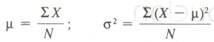 μ = ΣX / N ; σ² = Σ(X − μ)² / N